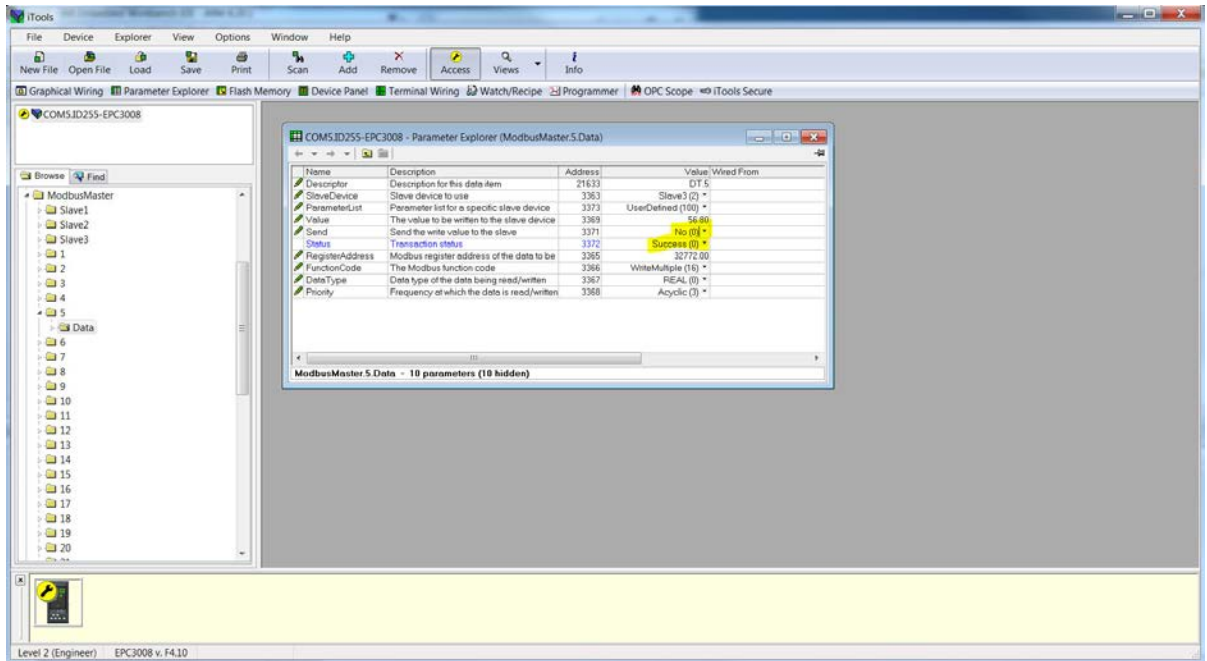 iTools
File Device Explorer View Options Window Help
New File Open File Load Save Print Scan Add Remove Access Views Info
Graphical Wiring Parameter Explorer Flash Memory Device Panel Terminal Wiring Watch/Recipe Programmer OPC Scope iTools Secure
COM5.ID255-EPC3008
COM5.ID255-EPC3008 - Parameter Explorer (ModbusMaster.5.Data)
Name Description Address Value Wired From
Descriptor Description for this data item 21633 DT.5
SlaveDevice Slave device to use 3363 Slave3 (2)
ParameterList Parameter list for a specific slave device 3373 UserDefined (100)
Value The value to be written to the slave device 3369 56.80
Send Send the write value to the slave 3371 No (0)
Status Transaction status 3372 Success (0)
RegisterAddress Modbus register address of the data to be 3365 32772.00
FunctionCode The Modbus function code 3366 WriteMultiple (16)
DataType Data type of the data being read/written 3367 REAL (0)
Priority Frequency at which the data is read/written 3368 Acyclic (3)
ModbusMaster.5.Data - 10 parameters (10 hidden)
Browse Find
ModbusMaster
Slave1
Slave2
Slave3
1
2
3
4
5
Data
6
7
8
9
10
11
12
13
14
15
16
17
18
19
20
Level 2 (Engineer) EPC3008 v. F4.10